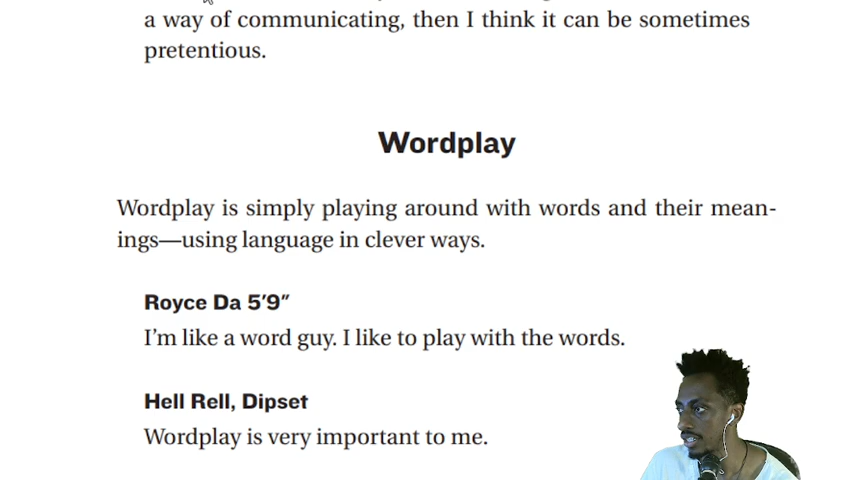 a way of communicating, then I think it can be sometimes
pretentious.
Wordplay
Wordplay is simply playing around with words and their mean-
ings—using language in clever ways.
Royce Da 5’9”
I’m like a word guy. I like to play with the words.
Hell Rell, Dipset
Wordplay is very important to me.